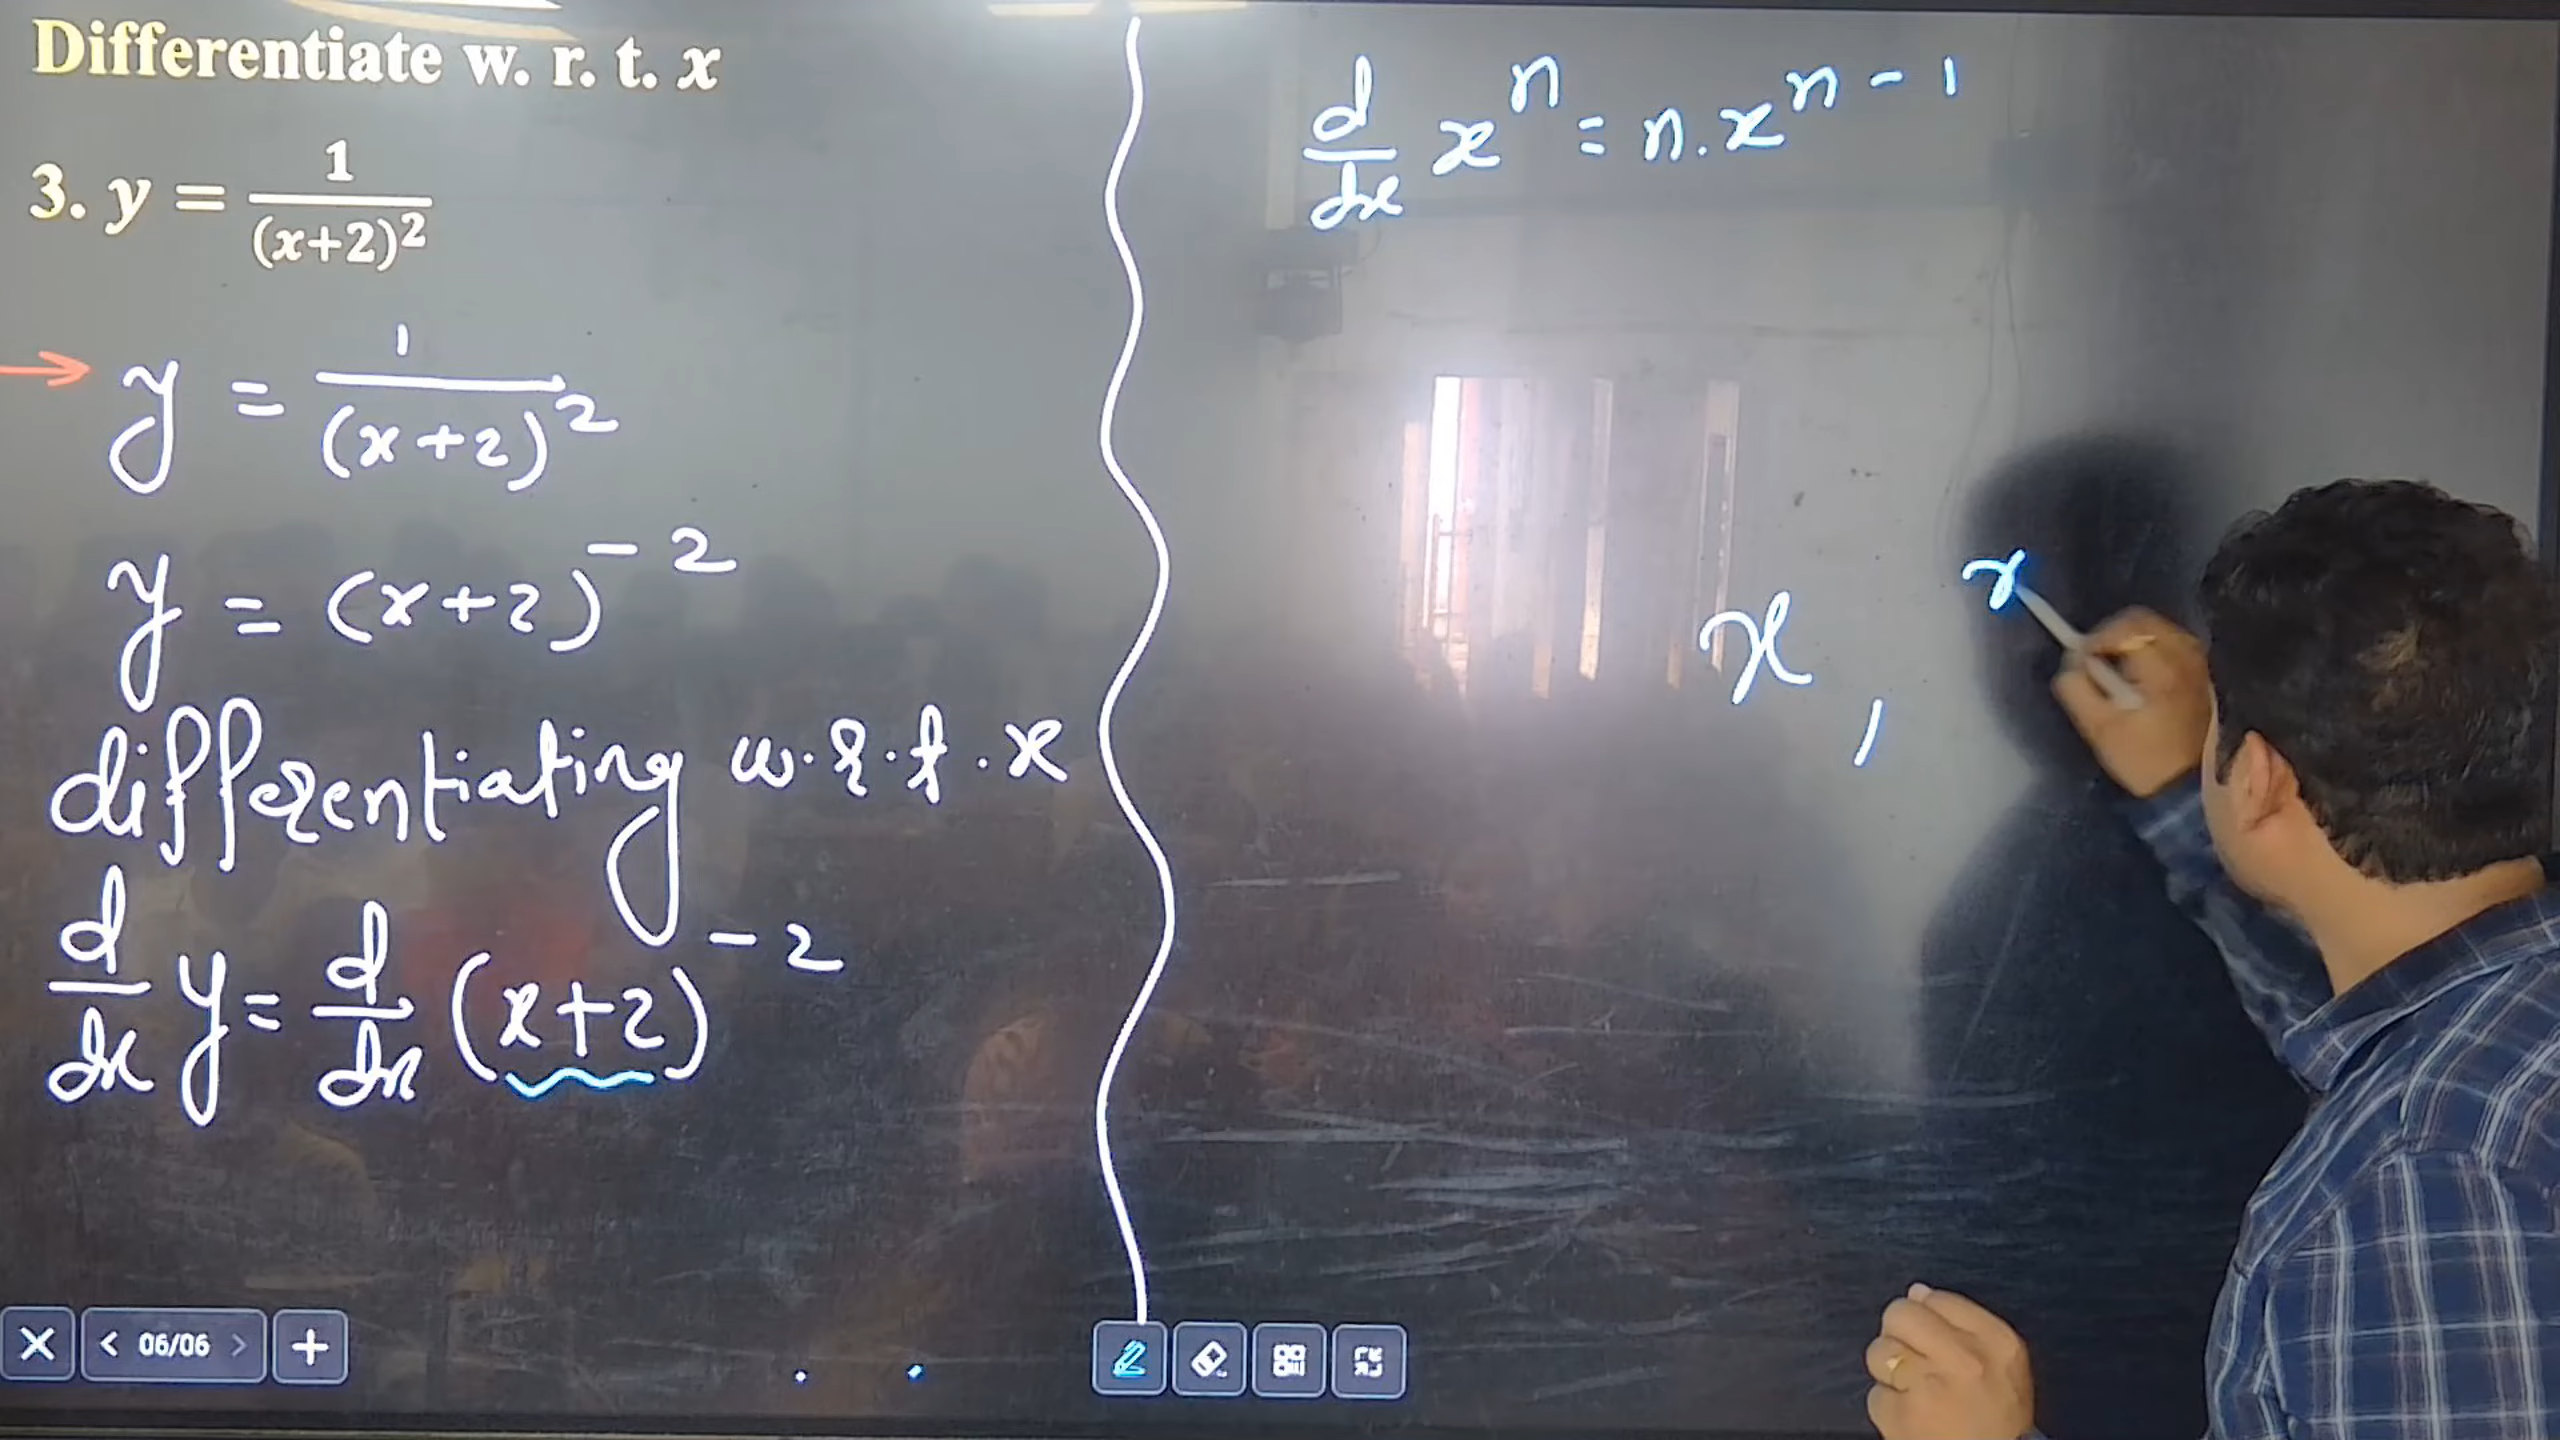 Differentiate w. r. t. x
3. y = 1/(x+2)²
→ y = 1/(x+2)²
y = (x+2)⁻²
differentiating w.r.t.x
d/dx y = d/dx (x+2)⁻²
06/06
d/dx xⁿ = n.xⁿ⁻¹
x ,